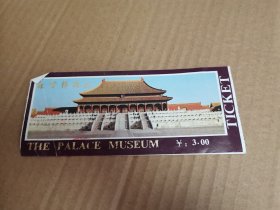 THE PALACE MUSEUM ￥: 3.00
TICKET